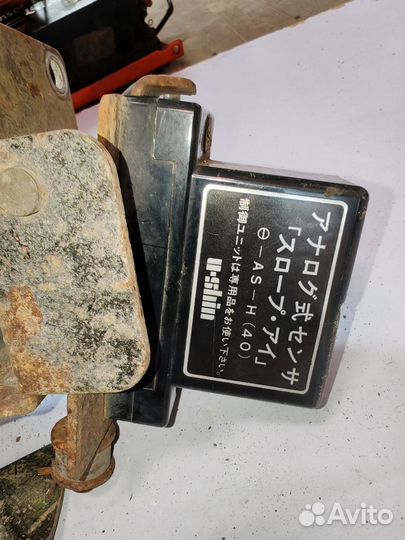 アナログ式センサ
「スロープ・アイ」
⊖-AS-H(40)
制御ユニットは専用品をお使い下さい。
u-shin
Avito